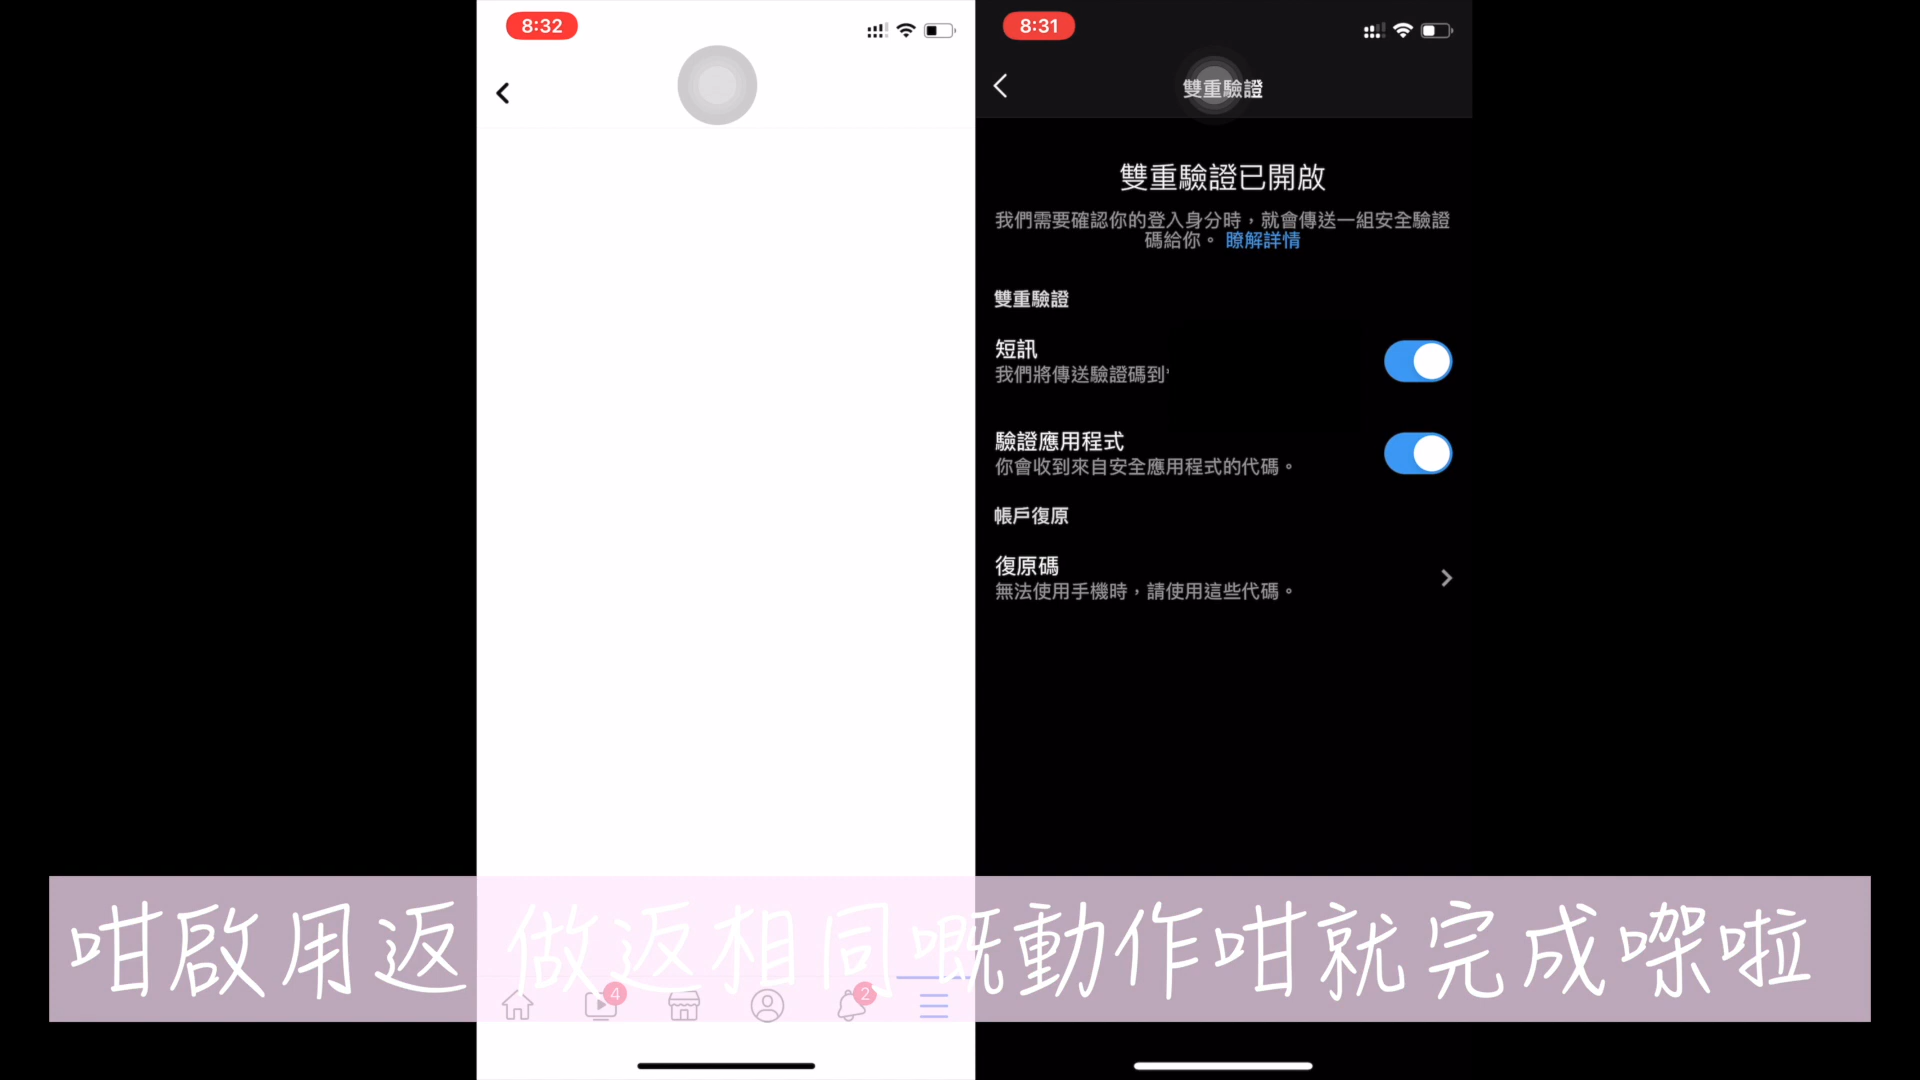 8:32
8:31
雙重驗證
雙重驗證已開啟
我們需要確認你的登入身分時，就會傳送一組安全驗證
碼給你。 瞭解詳情
雙重驗證
短訊
我們將傳送驗證碼到
驗證應用程式
你會收到來自安全應用程式的代碼。
帳戶復原
復原碼
無法使用手機時，請使用這些代碼。
咁啟用返 做返相同嘅動作咁就完成㗎啦
4
2